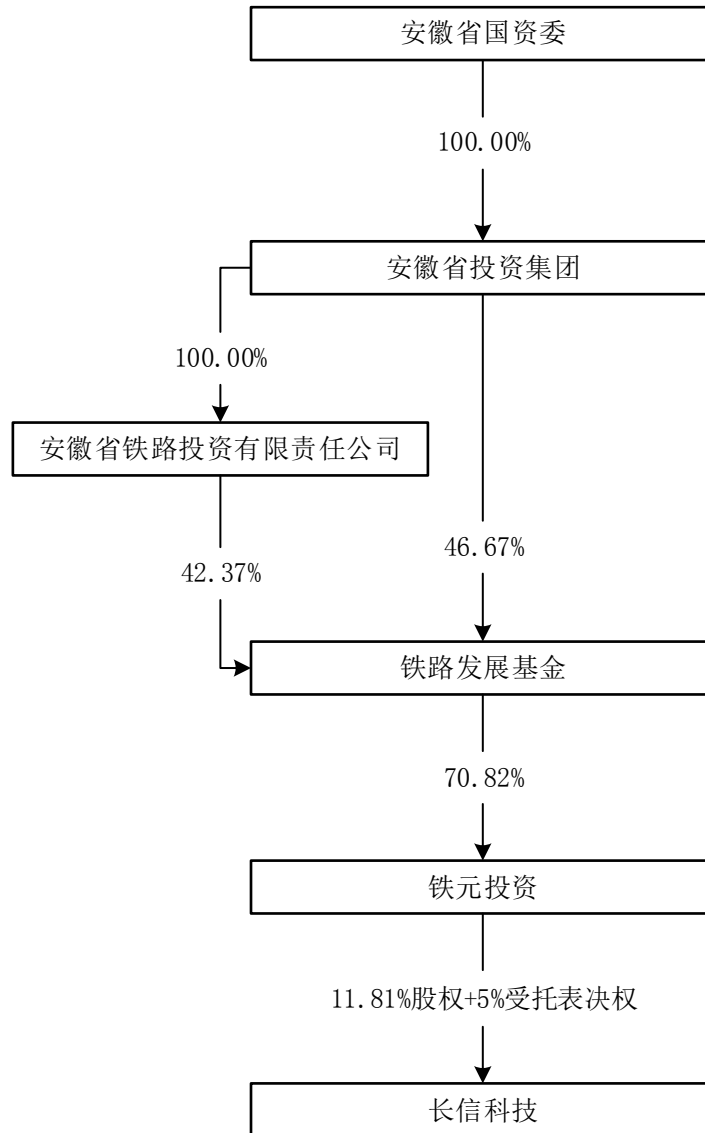 安徽省国资委
100.00%
安徽省投资集团
100.00%
安徽省铁路投资有限责任公司
46.67%
42.37%
铁路发展基金
70.82%
铁元投资
11.81%股权+5%受托表决权
长信科技